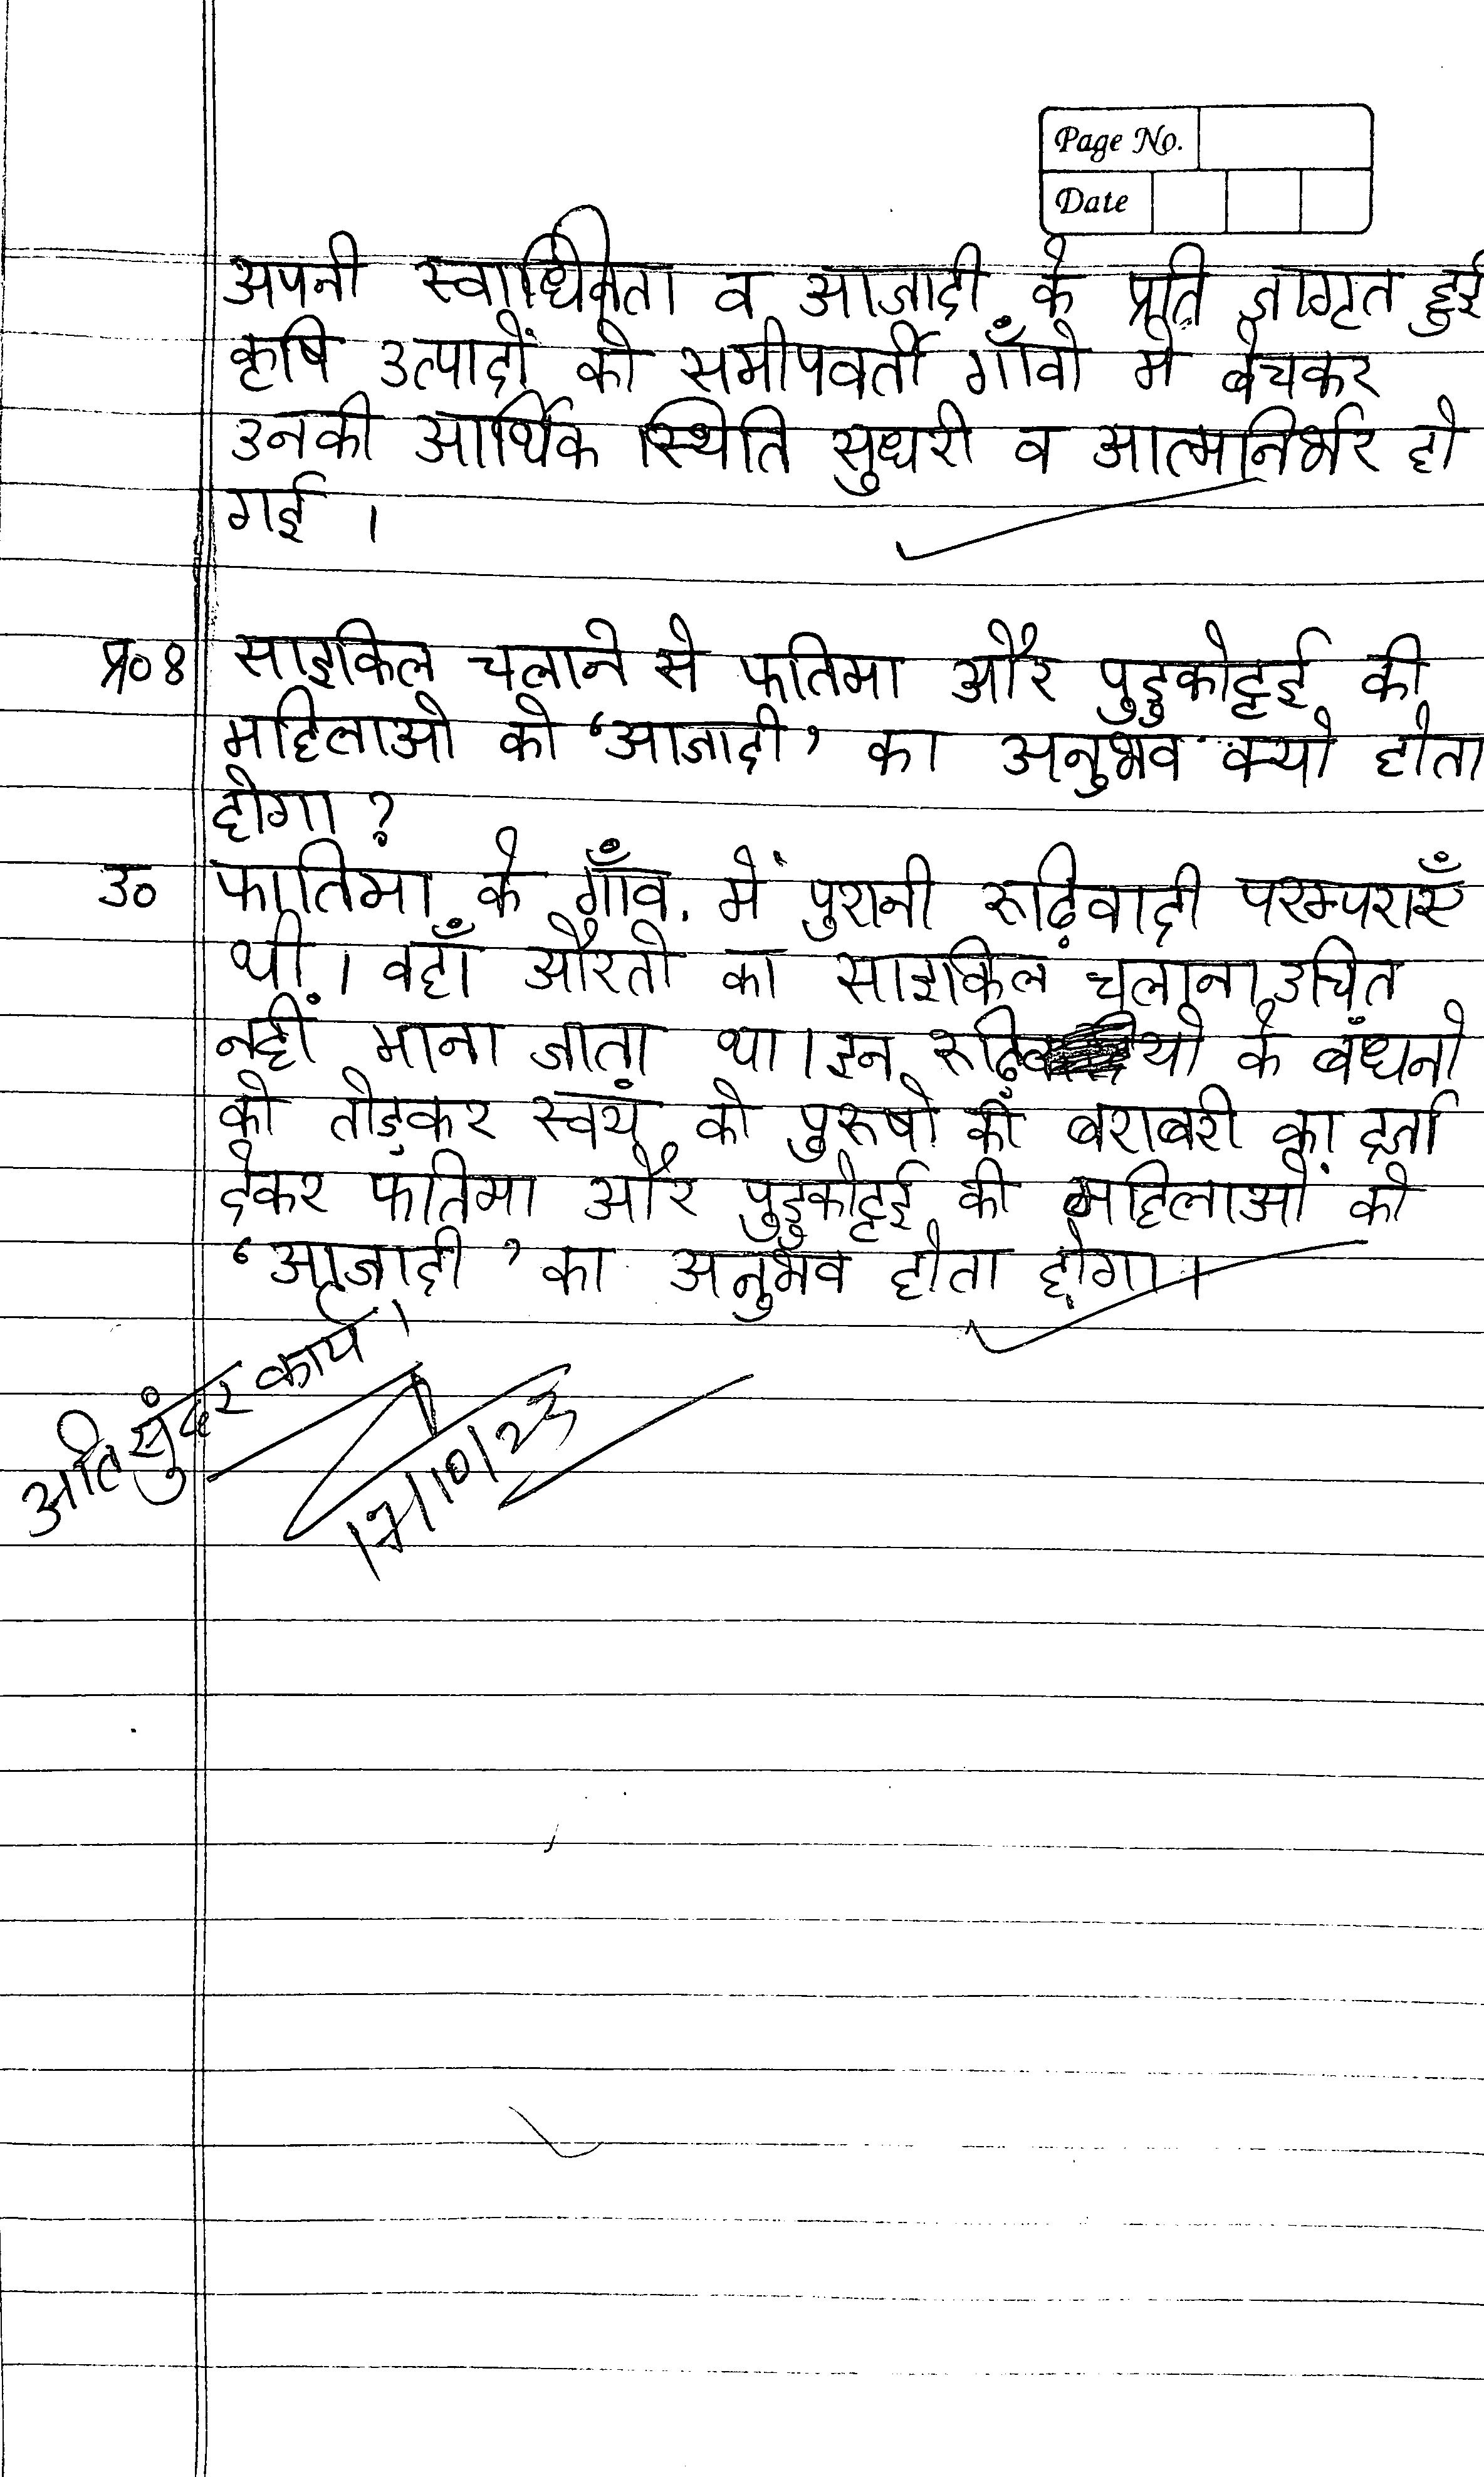 Page No.
Date
अपनी स्वाधिनता व आजादी के प्रति जागृत हुई
कृषि उत्पादों को समीपवर्ती गाँवो मे बेचकर
उनकी आर्थिक स्थिति सुधरी व आत्मनिर्भर हो
गई ।
प्र०8 साइकिल चलाने से फतिमा और पुडुकोट्टई की
महिलाओ को 'आजादी' का अनुभव क्यो होता
होगा ?
उ० फातिमा के गाँव में पुरानी रूढ़िवादी परम्पराएँ
थी। वहाँ औरतो का साइकिल चलाना उचित
नहीं माना जाता था। इन रूढ़ियो के बंधनो
को तोड़कर स्वयं को पुरूषो की बराबरी का दर्जा
देकर फातिमा और पुडुकोट्टई की महिलाओं को
'आजादी' का अनुभव होता होगा।
अति सुंदर कार्य।
17/10/23